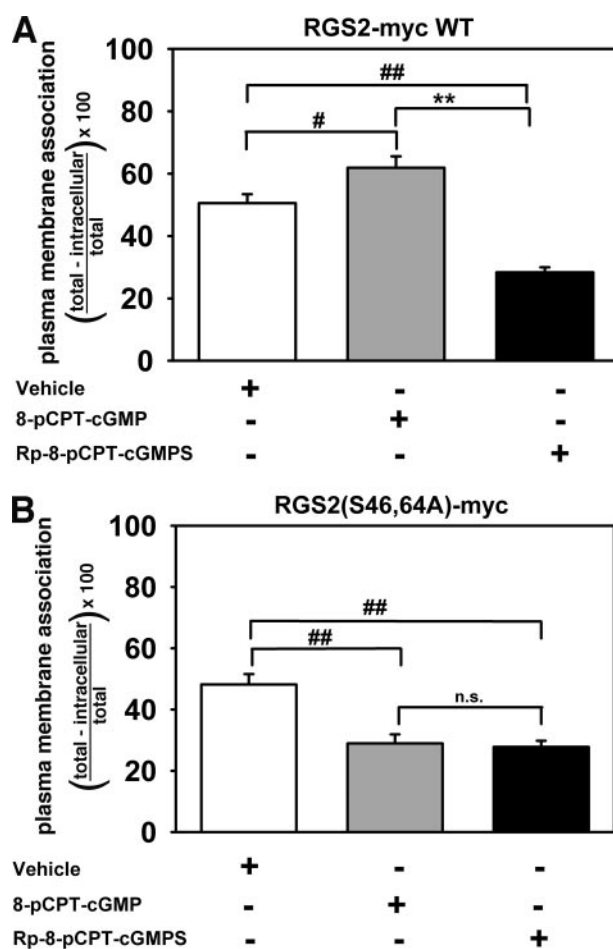 A
RGS2-myc WT
plasma membrane association
(total - intracellular / total) x 100
100
80
60
40
20
0
##
#
**
Vehicle + - -
8-pCPT-cGMP - + -
Rp-8-pCPT-cGMPS - - +
B
RGS2(S46,64A)-myc
plasma membrane association
(total - intracellular / total) x 100
100
80
60
40
20
0
##
##
n.s.
Vehicle + - -
8-pCPT-cGMP - + -
Rp-8-pCPT-cGMPS - - +